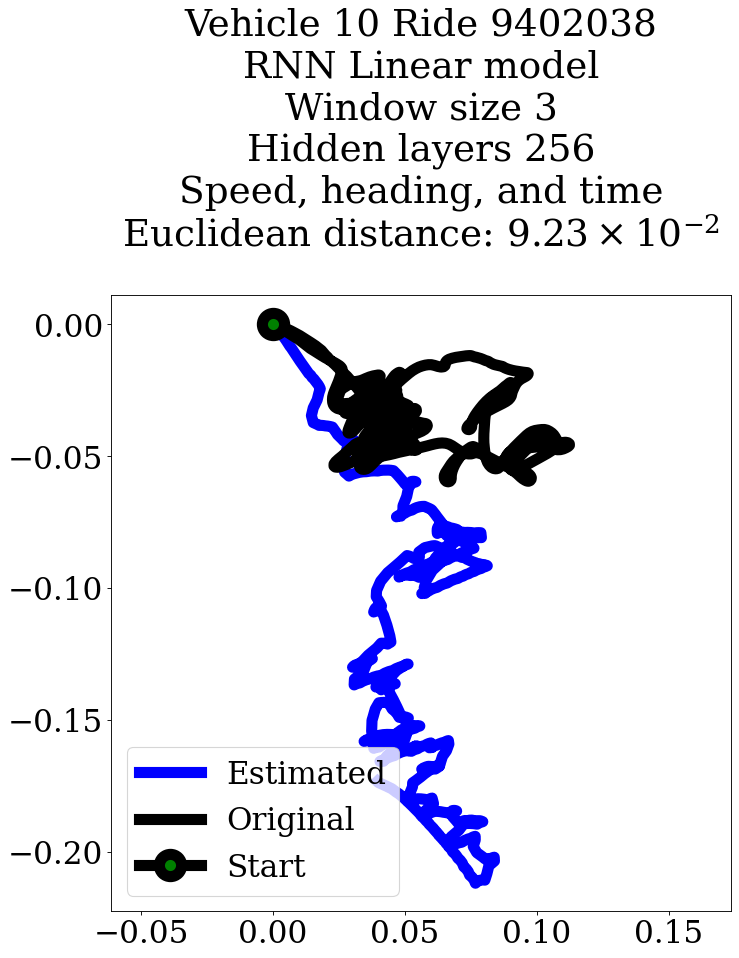 Vehicle 10 Ride 9402038
RNN Linear model
Window size 3
Hidden layers 256
Speed, heading, and time
Euclidean distance: 9.23 × 10⁻²
0.00
−0.05
−0.10
−0.15
−0.20
Estimated
Original
Start
−0.05 0.00 0.05 0.10 0.15